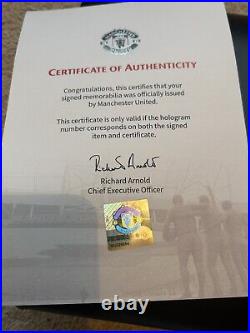 CERTIFICATE OF AUTHENTICITY
Congratulations, this certifies that your
signed memorabilia was officially issued
by Manchester United.
This certificate is only valid if the hologram
number corresponds on both the signed
item and certificate.
Richard Arnold
Richard Arnold
Chief Executive Officer